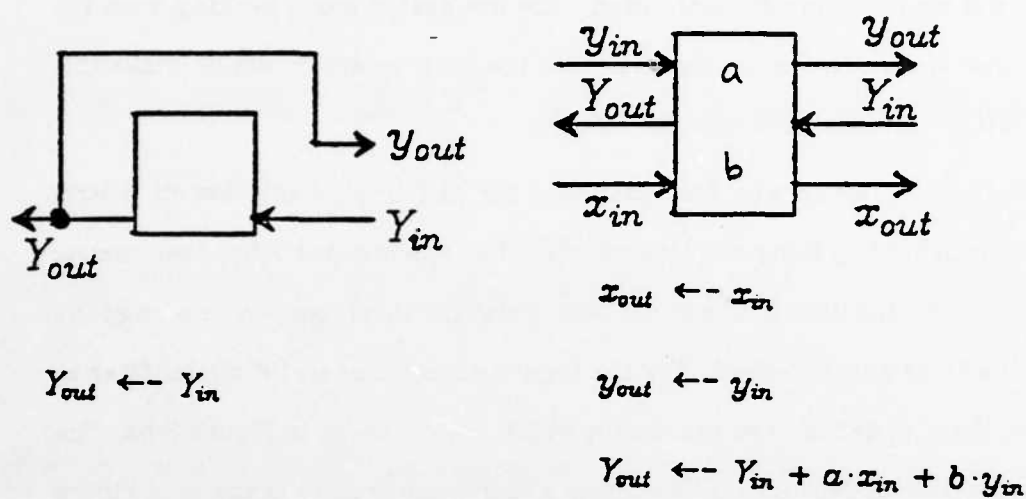 y_in y_out
a
Y_out Y_in
b
x_in x_out
y_out
Y_in
Y_out
x_out <-- x_in
Y_out <-- Y_in
y_out <-- y_in
Y_out <-- Y_in + a·x_in + b·y_in